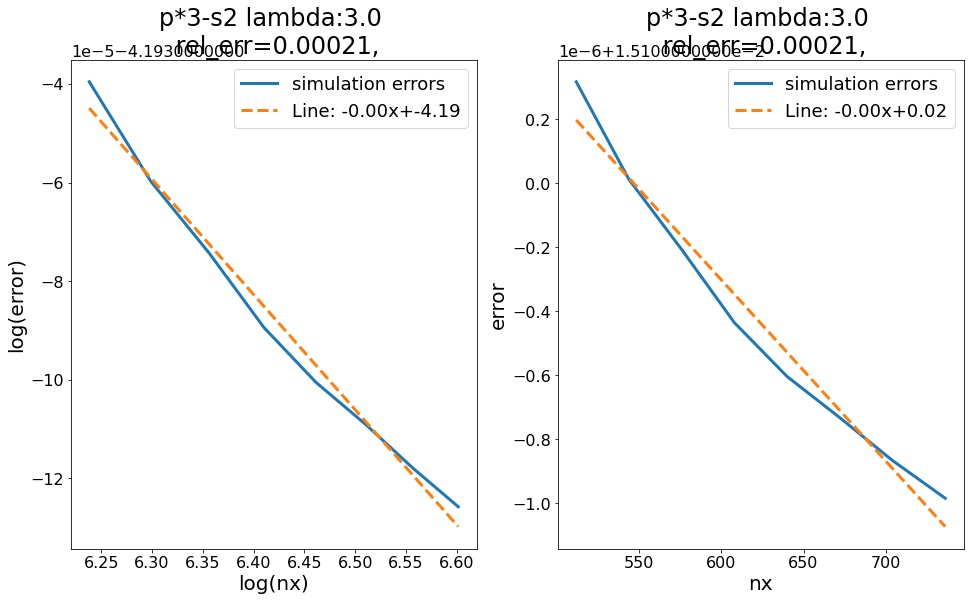 p*3-s2 lambda:3.0
rel_err=0.00021,
1e−5−4.1930000000
−4
−6
−8
−10
−12
log(error)
6.25
6.30
6.35
6.40
6.45
6.50
6.55
6.60
log(nx)
simulation errors
Line: -0.00x+-4.19
p*3-s2 lambda:3.0
rel_err=0.00021,
1e−6+1.5100000000e−2
0.2
0.0
−0.2
−0.4
−0.6
−0.8
−1.0
error
550
600
650
700
nx
simulation errors
Line: -0.00x+0.02